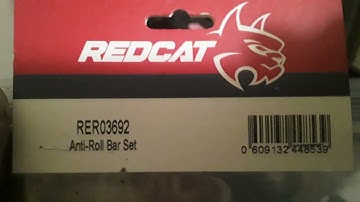 REDCAT
RER03692
Anti-Roll Bar Set
0 609132 448539